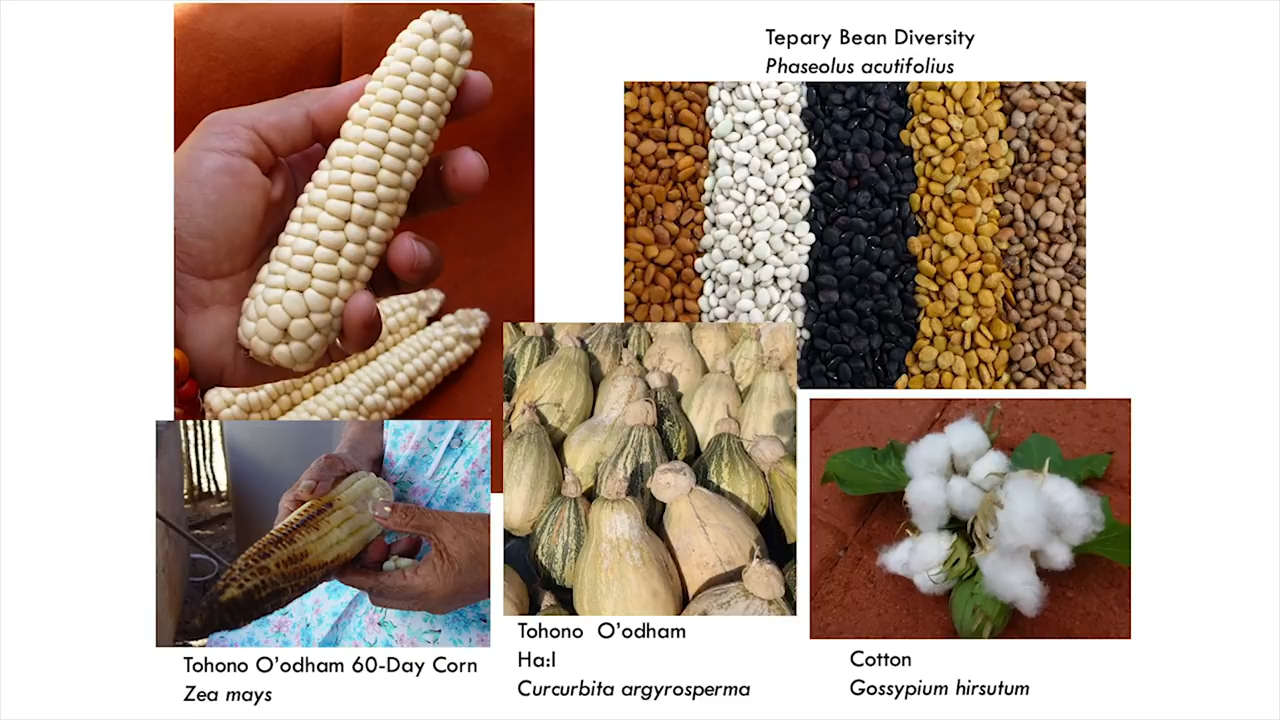 Tepary Bean Diversity
Phaseolus acutifolius
Tohono O'odham 60-Day Corn
Zea mays
Tohono O'odham
Ha:l
Curcurbita argyrosperma
Cotton
Gossypium hirsutum